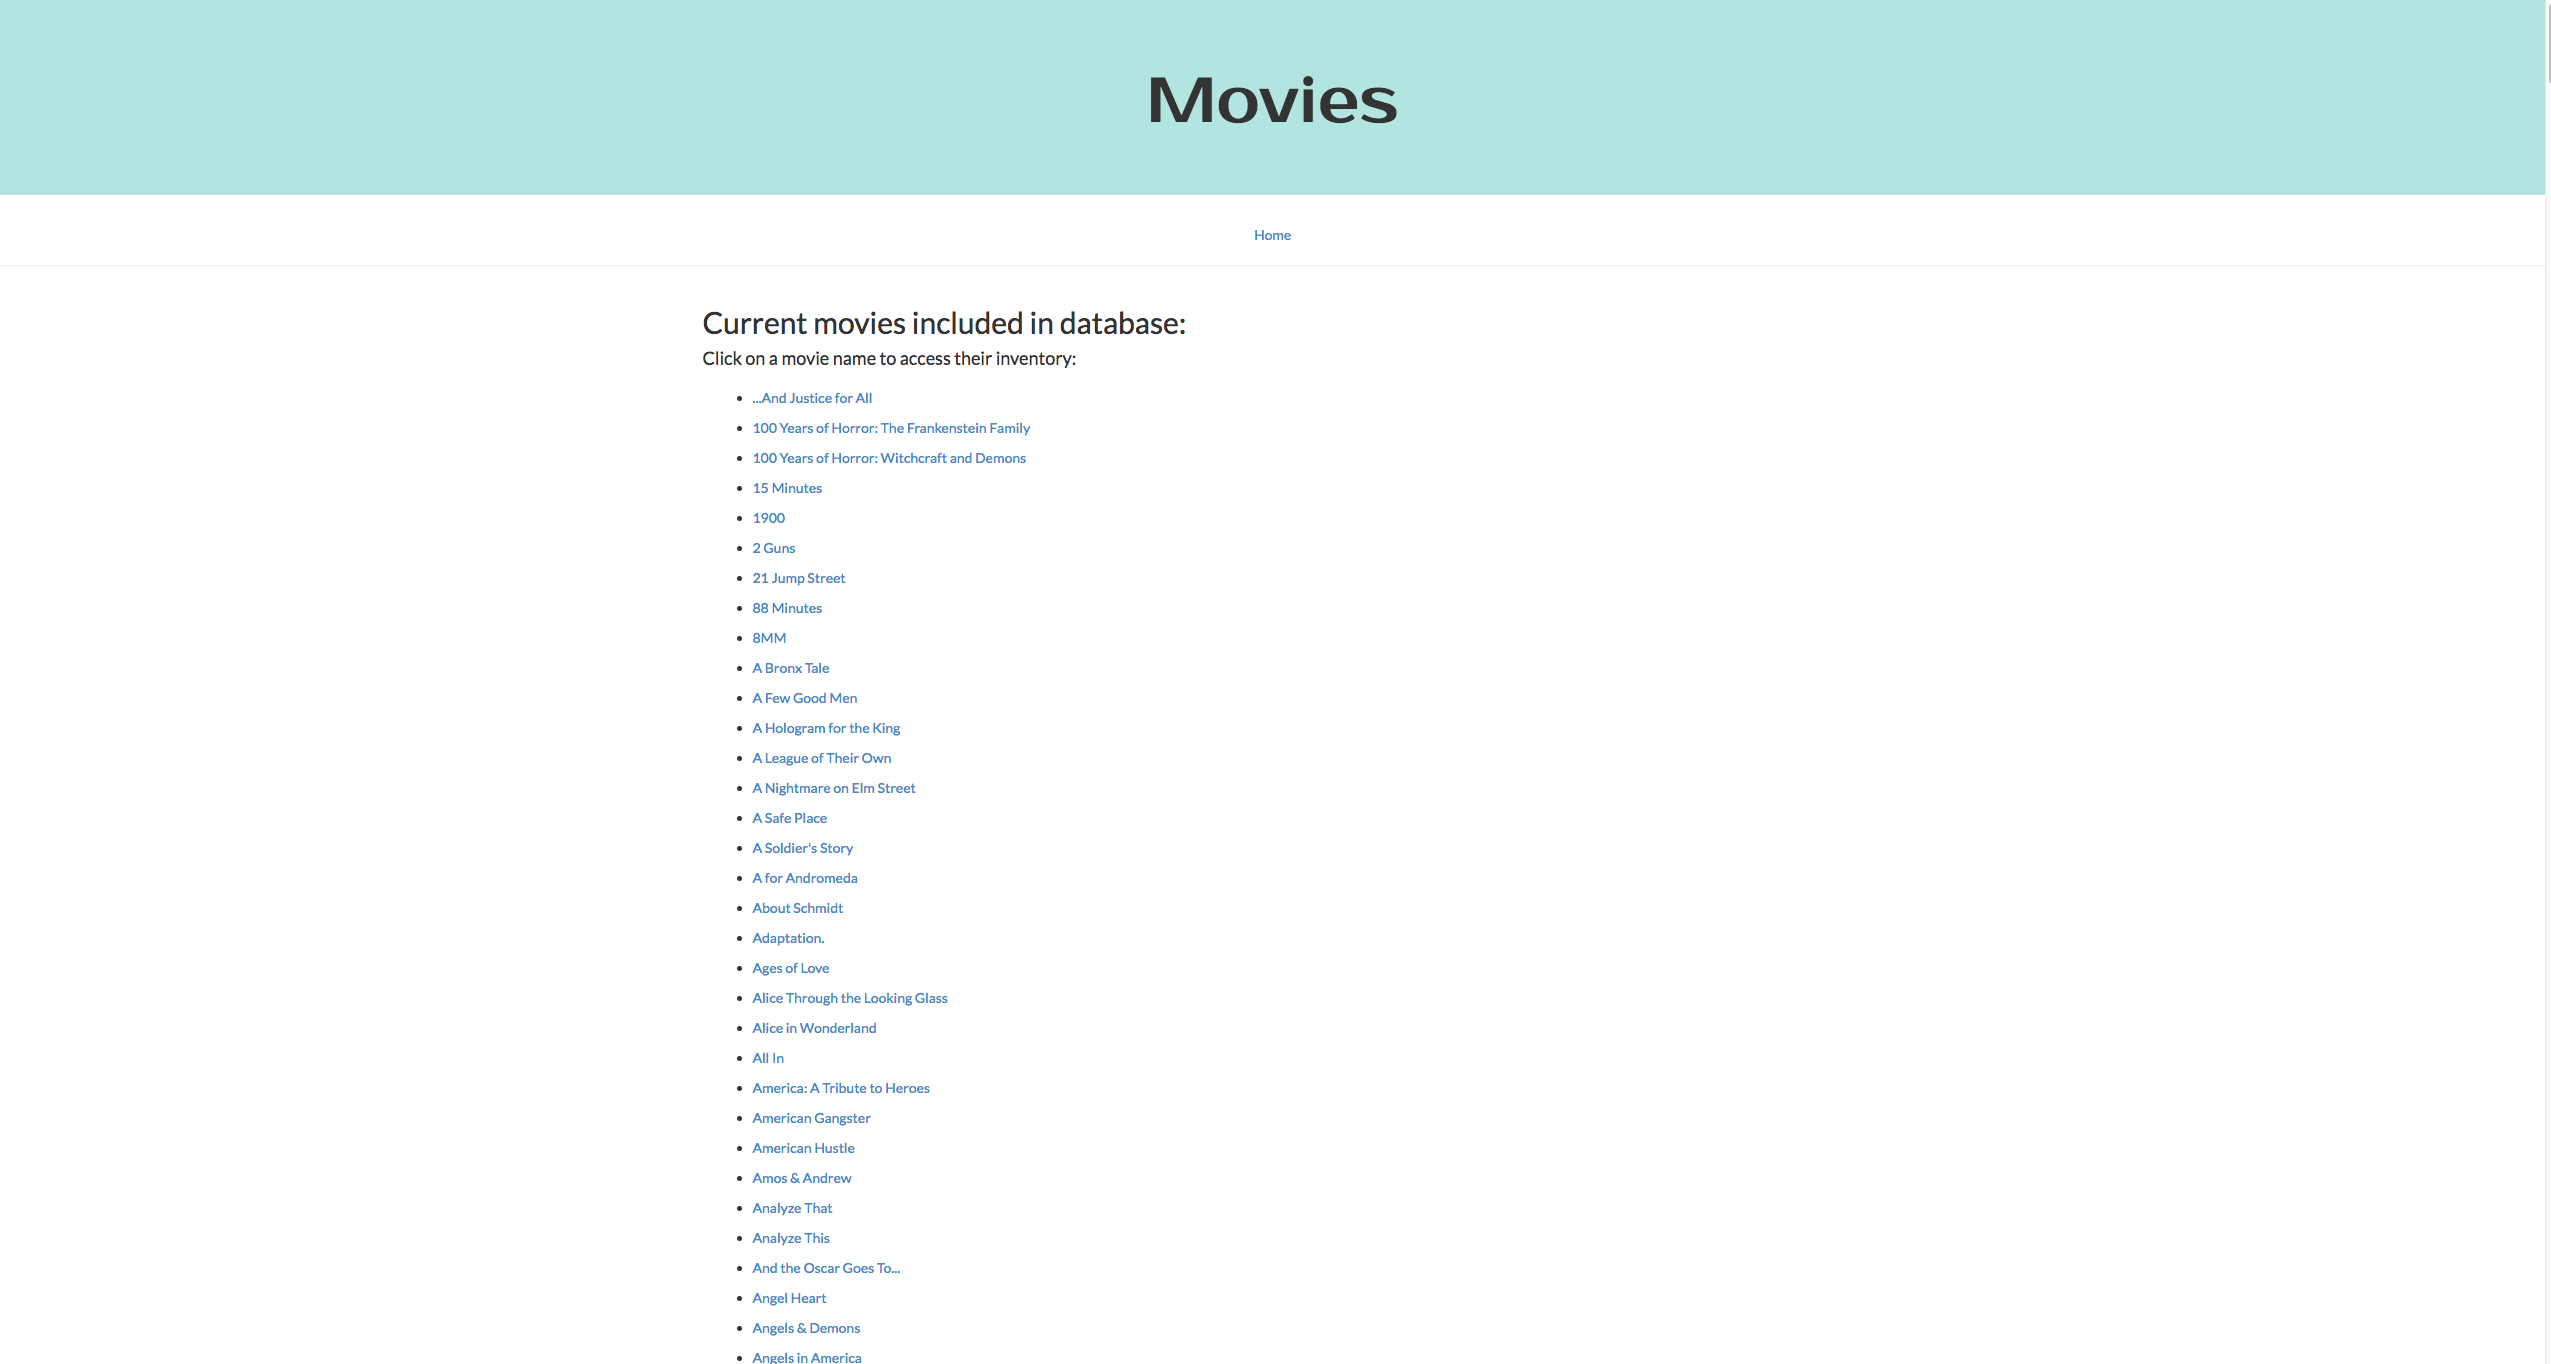 Movies
Home
Current movies included in database:
Click on a movie name to access their inventory:
...And Justice for All
100 Years of Horror: The Frankenstein Family
100 Years of Horror: Witchcraft and Demons
15 Minutes
1900
2 Guns
21 Jump Street
88 Minutes
8MM
A Bronx Tale
A Few Good Men
A Hologram for the King
A League of Their Own
A Nightmare on Elm Street
A Safe Place
A Soldier's Story
A for Andromeda
About Schmidt
Adaptation.
Ages of Love
Alice Through the Looking Glass
Alice in Wonderland
All In
America: A Tribute to Heroes
American Gangster
American Hustle
Amos & Andrew
Analyze That
Analyze This
And the Oscar Goes To...
Angel Heart
Angels & Demons
Angels in America